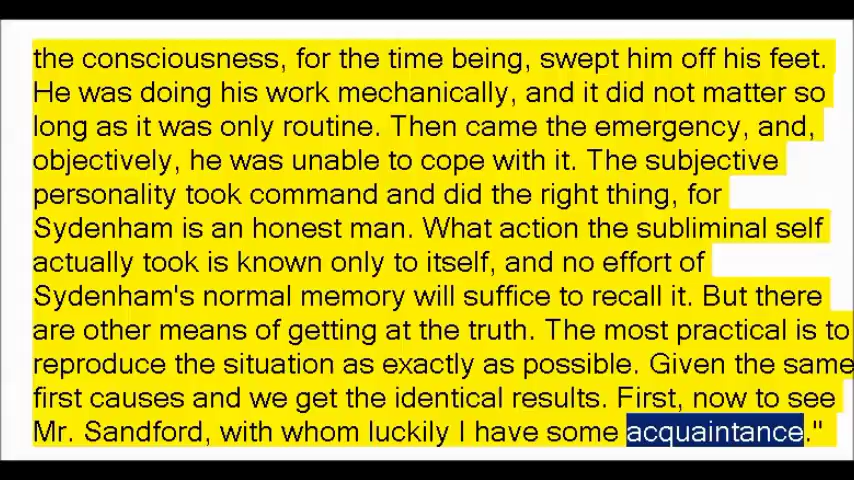 the consciousness, for the time being, swept him off his feet.
He was doing his work mechanically, and it did not matter so
long as it was only routine. Then came the emergency, and,
objectively, he was unable to cope with it. The subjective
personality took command and did the right thing, for
Sydenham is an honest man. What action the subliminal self
actually took is known only to itself, and no effort of
Sydenham's normal memory will suffice to recall it. But there
are other means of getting at the truth. The most practical is to
reproduce the situation as exactly as possible. Given the same
first causes and we get the identical results. First, now to see
Mr. Sandford, with whom luckily I have some acquaintance."